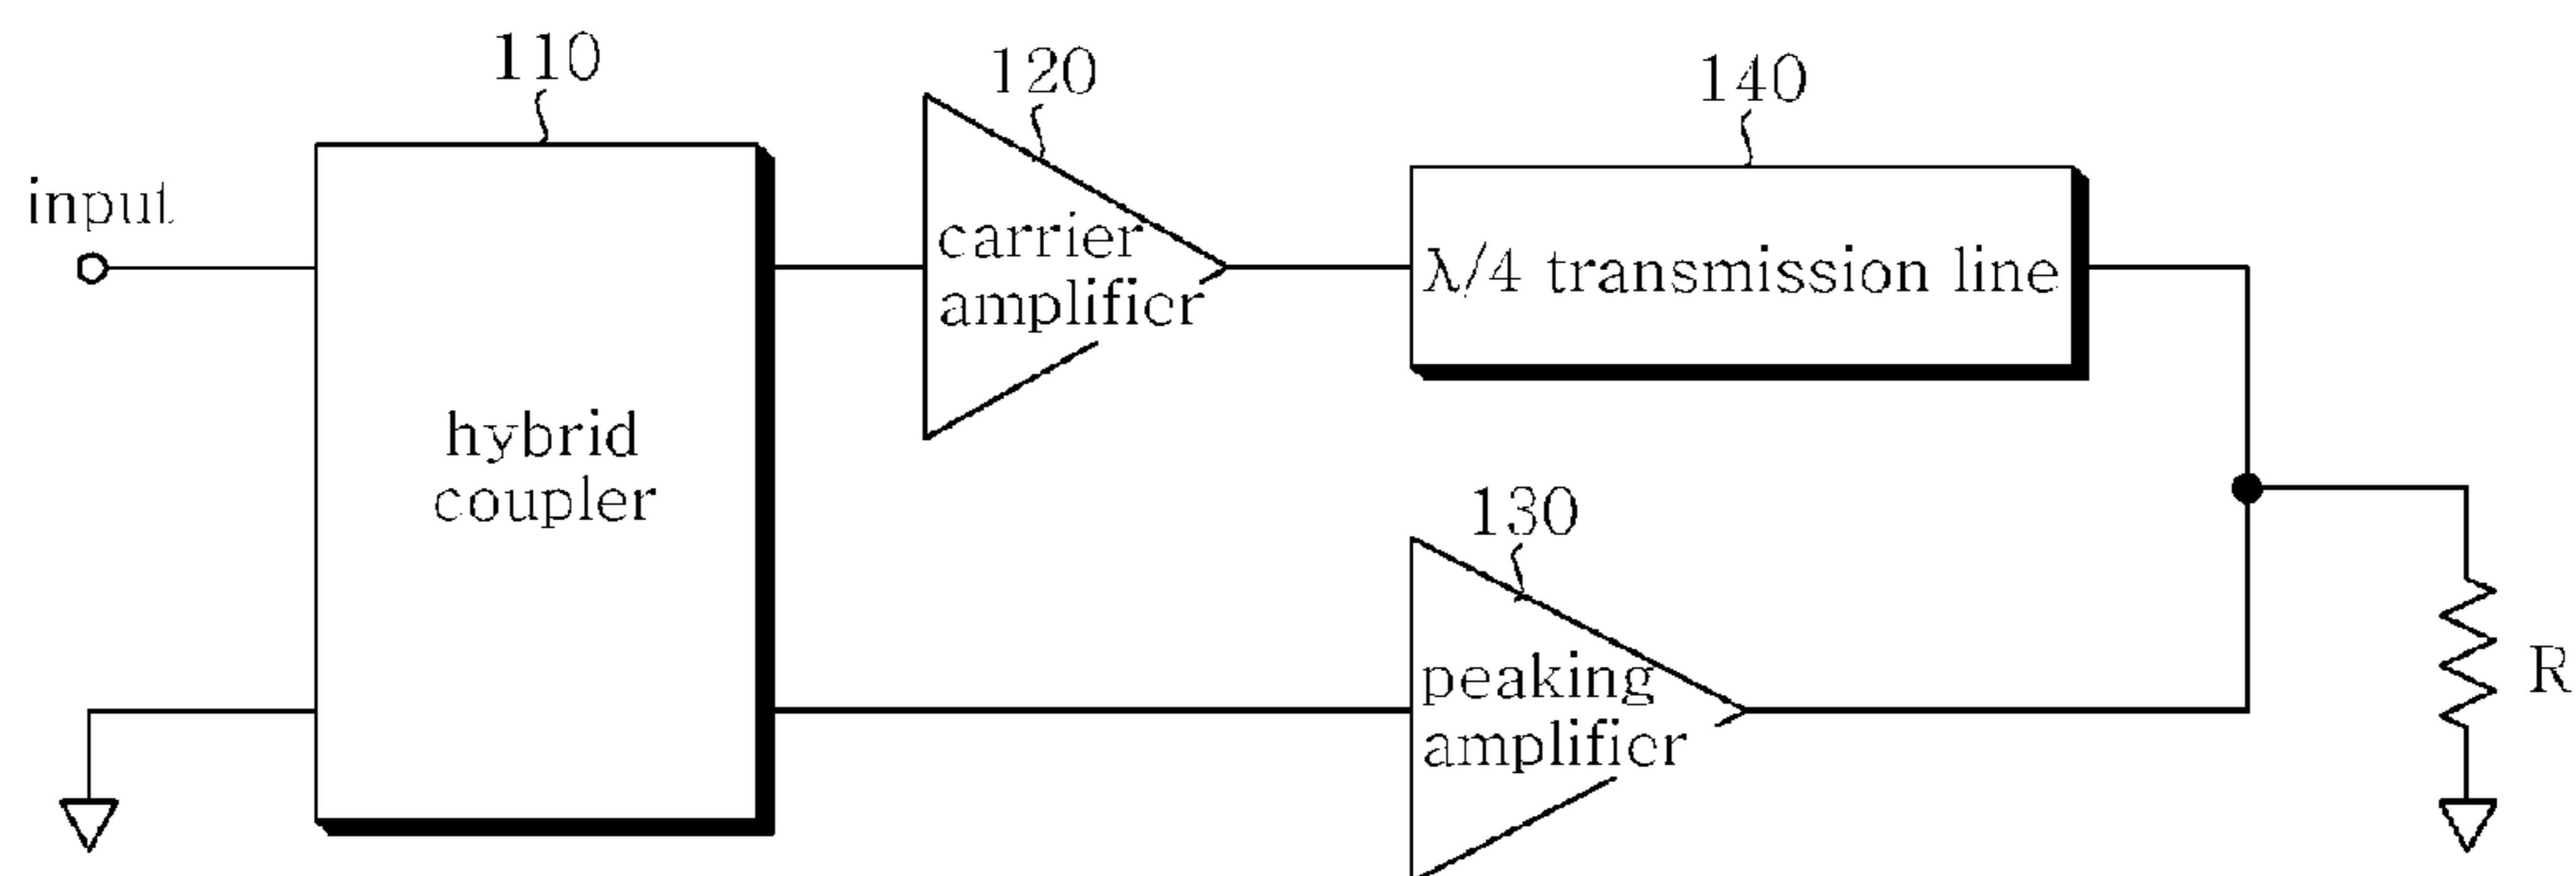 110
120
140
input
carrier
amplifier
λ/4 transmission line
hybrid
coupler
130
peaking
amplifier
R